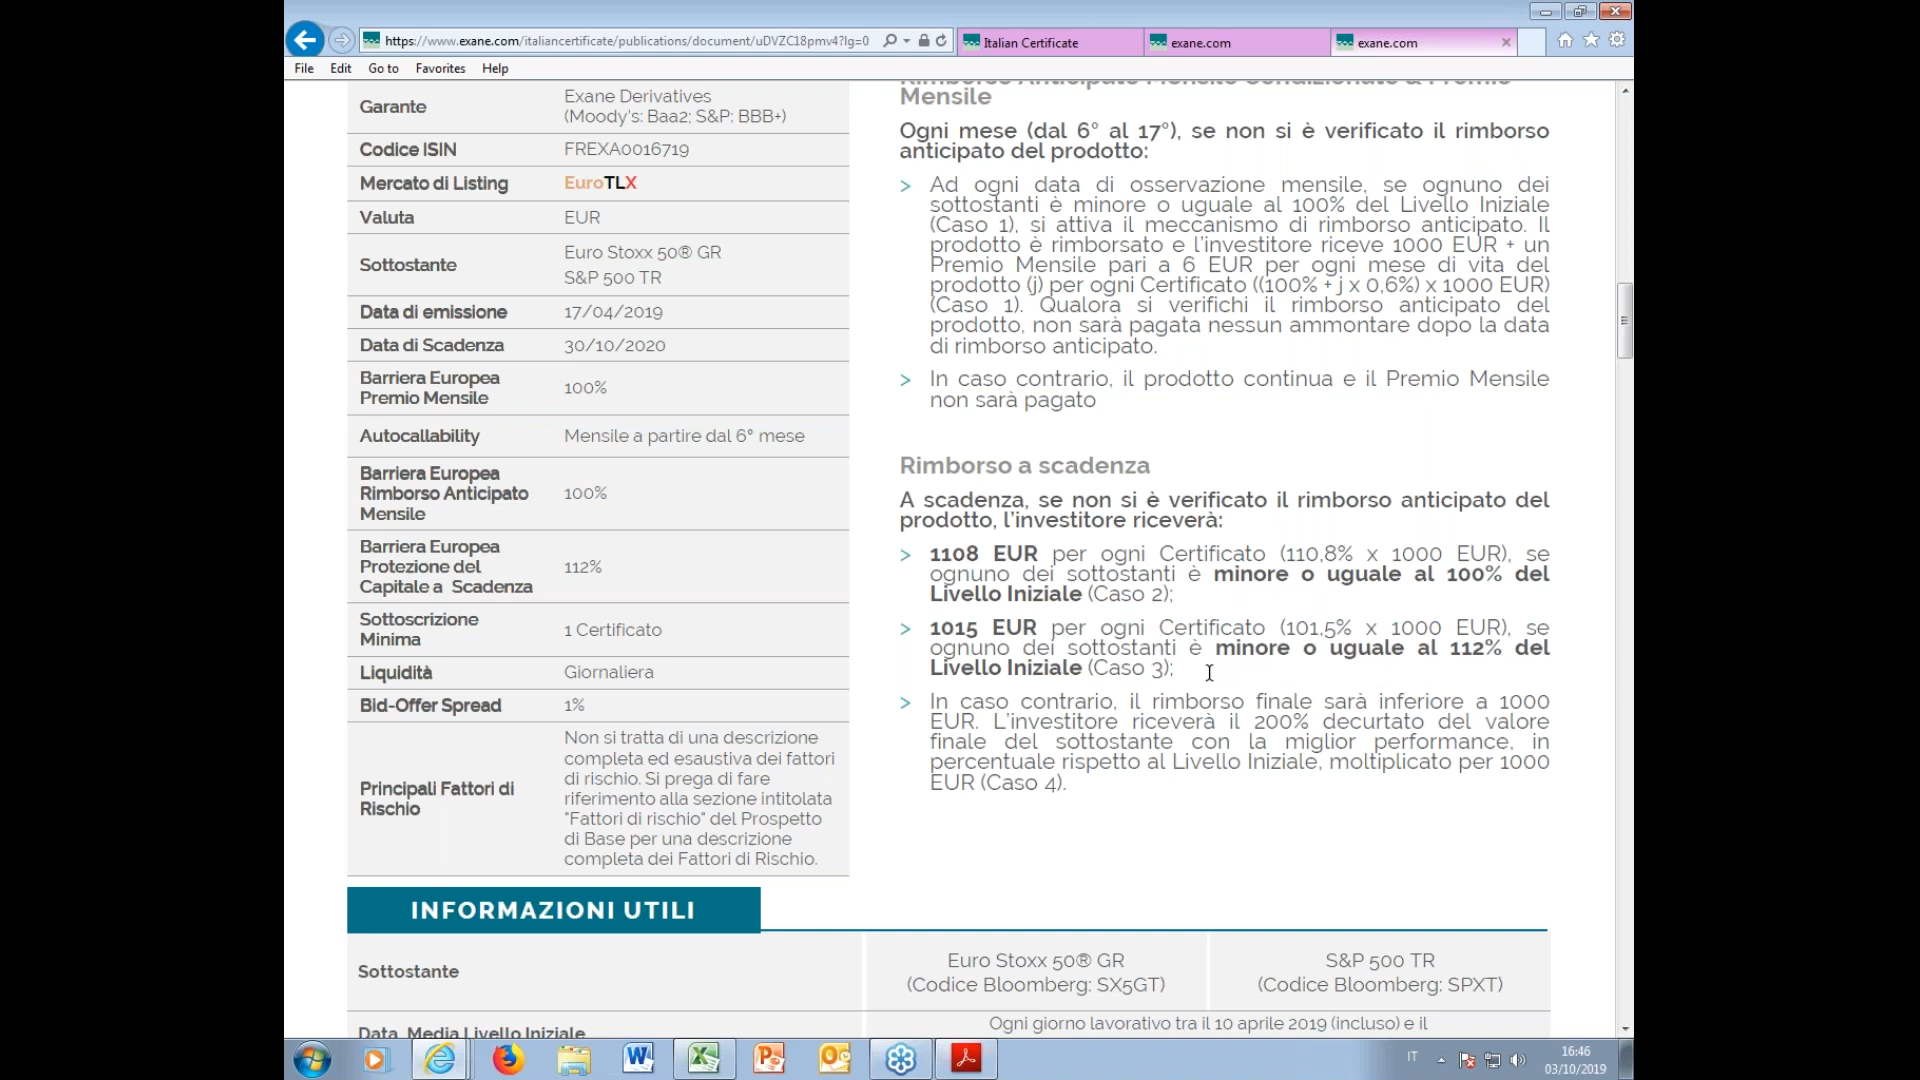 https://www.exane.com/italiancertificate/publications/document/uDVZC18pmv4?lg=0
Italian Certificate
exane.com
exane.com
File Edit Go to Favorites Help
Garante
Exane Derivatives
(Moody's: Baa2; S&P: BBB+)
Codice ISIN
FREXA0016719
Mercato di Listing
EuroTLX
Valuta
EUR
Sottostante
Euro Stoxx 50® GR
S&P 500 TR
Data di emissione
17/04/2019
Data di Scadenza
30/10/2020
Barriera Europea
Premio Mensile
100%
Autocallability
Mensile a partire dal 6° mese
Barriera Europea
Rimborso Anticipato
Mensile
100%
Barriera Europea
Protezione del
Capitale a Scadenza
112%
Sottoscrizione
Minima
1 Certificato
Liquidità
Giornaliera
Bid-Offer Spread
1%
Principali Fattori di
Rischio
Non si tratta di una descrizione
completa ed esaustiva dei fattori
di rischio. Si prega di fare
riferimento alla sezione intitolata
"Fattori di rischio" del Prospetto
di Base per una descrizione
completa dei Fattori di Rischio.
Rimborso Anticipato Mensile Condizionato & Premio
Mensile
Ogni mese (dal 6° al 17°), se non si è verificato il rimborso
anticipato del prodotto:
> Ad ogni data di osservazione mensile, se ognuno dei
sottostanti è minore o uguale al 100% del Livello Iniziale
(Caso 1), si attiva il meccanismo di rimborso anticipato. Il
prodotto è rimborsato e l'investitore riceve 1000 EUR + un
Premio Mensile pari a 6 EUR per ogni mese di vita del
prodotto (j) per ogni Certificato ((100% + j x 0,6%) x 1000 EUR)
(Caso 1). Qualora si verifichi il rimborso anticipato del
prodotto, non sarà pagata nessun ammontare dopo la data
di rimborso anticipato.
> In caso contrario, il prodotto continua e il Premio Mensile
non sarà pagato
Rimborso a scadenza
A scadenza, se non si è verificato il rimborso anticipato del
prodotto, l'investitore riceverà:
> 1108 EUR per ogni Certificato (110,8% x 1000 EUR), se
ognuno dei sottostanti è minore o uguale al 100% del
Livello Iniziale (Caso 2);
> 1015 EUR per ogni Certificato (101,5% x 1000 EUR), se
ognuno dei sottostanti è minore o uguale al 112% del
Livello Iniziale (Caso 3);
> In caso contrario, il rimborso finale sarà inferiore a 1000
EUR. L'investitore riceverà il 200% decurtato del valore
finale del sottostante con la miglior performance, in
percentuale rispetto al Livello Iniziale, moltiplicato per 1000
EUR (Caso 4).
INFORMAZIONI UTILI
Sottostante
Euro Stoxx 50® GR
(Codice Bloomberg: SX5GT)
S&P 500 TR
(Codice Bloomberg: SPXT)
Data Media Livello Iniziale
Ogni giorno lavorativo tra il 10 aprile 2019 (incluso) e il
IT
16:46
03/10/2019